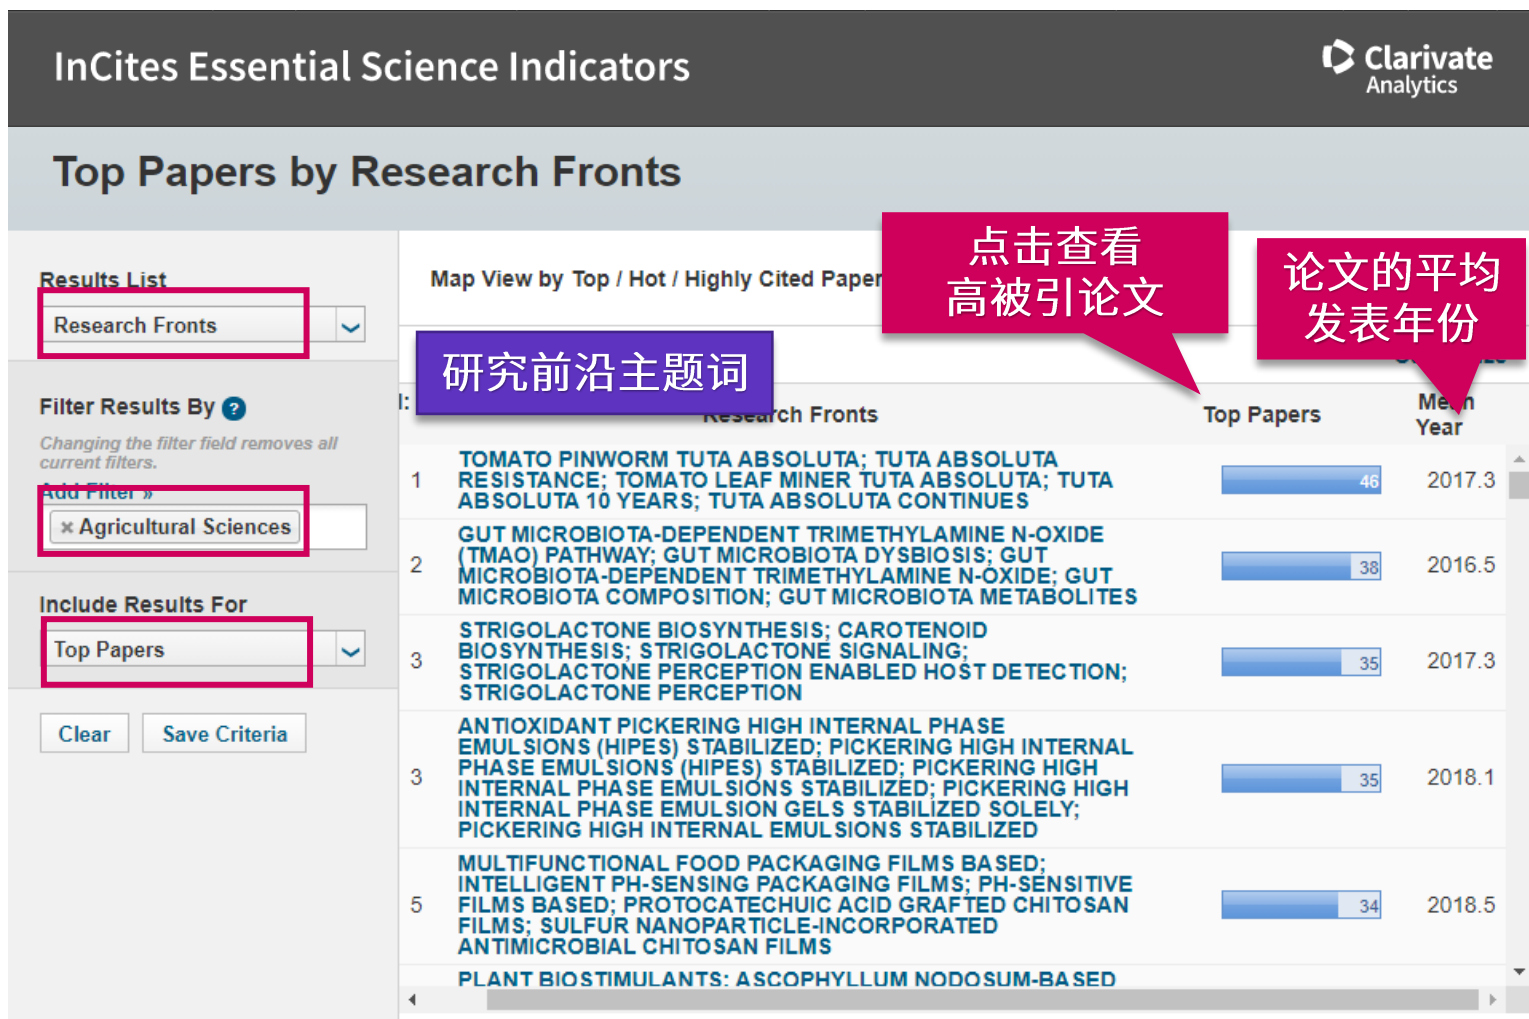 InCites Essential Science Indicators
Clarivate
Analytics
Top Papers by Research Fronts
Results List
Research Fronts
Filter Results By ?
Changing the filter field removes all
current filters.
Add Filter »
× Agricultural Sciences
Include Results For
Top Papers
Clear
Save Criteria
Map View by Top / Hot / Highly Cited Paper
点击查看
高被引论文
论文的平均
发表年份
研究前沿主题词
Research Fronts
Top Papers
Mean
Year
1
TOMATO PINWORM TUTA ABSOLUTA; TUTA ABSOLUTA
RESISTANCE; TOMATO LEAF MINER TUTA ABSOLUTA; TUTA
ABSOLUTA 10 YEARS; TUTA ABSOLUTA CONTINUES
46
2017.3
2
GUT MICROBIOTA-DEPENDENT TRIMETHYLAMINE N-OXIDE
(TMAO) PATHWAY; GUT MICROBIOTA DYSBIOSIS; GUT
MICROBIOTA-DEPENDENT TRIMETHYLAMINE N-OXIDE; GUT
MICROBIOTA COMPOSITION; GUT MICROBIOTA METABOLITES
38
2016.5
3
STRIGOLACTONE BIOSYNTHESIS; CAROTENOID
BIOSYNTHESIS; STRIGOLACTONE SIGNALING;
STRIGOLACTONE PERCEPTION ENABLED HOST DETECTION;
STRIGOLACTONE PERCEPTION
35
2017.3
3
ANTIOXIDANT PICKERING HIGH INTERNAL PHASE
EMULSIONS (HIPES) STABILIZED; PICKERING HIGH INTERNAL
PHASE EMULSIONS (HIPES) STABILIZED; PICKERING HIGH
INTERNAL PHASE EMULSIONS STABILIZED; PICKERING HIGH
INTERNAL PHASE EMULSION GELS STABILIZED SOLELY;
PICKERING HIGH INTERNAL EMULSIONS STABILIZED
35
2018.1
5
MULTIFUNCTIONAL FOOD PACKAGING FILMS BASED;
INTELLIGENT PH-SENSING PACKAGING FILMS; PH-SENSITIVE
FILMS BASED; PROTOCATECHUIC ACID GRAFTED CHITOSAN
FILMS; SULFUR NANOPARTICLE-INCORPORATED
ANTIMICROBIAL CHITOSAN FILMS
34
2018.5
PLANT BIOSTIMULANTS; ASCOPHYLLUM NODOSUM-BASED